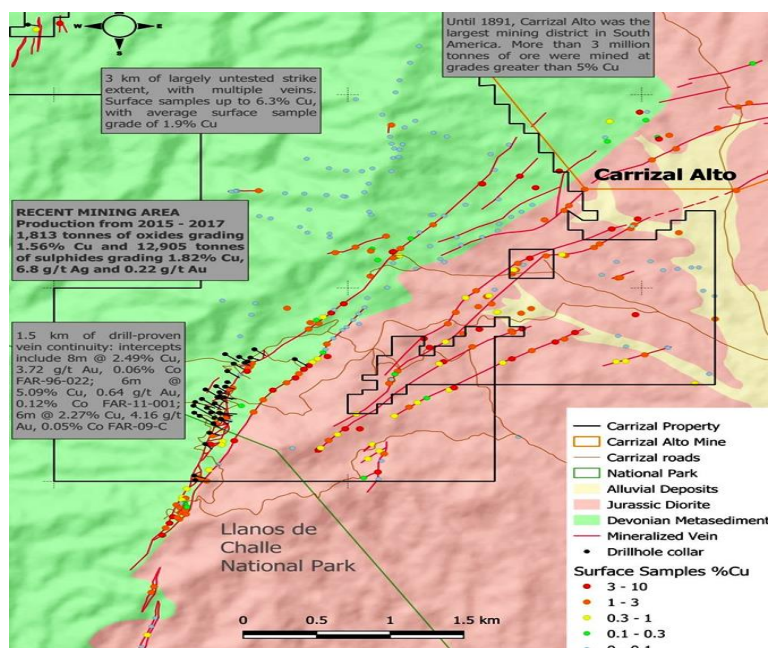 Until 1891, Carrizal Alto was the
largest mining district in South
America. More than 3 million
tonnes of ore were mined at
grades greater than 5% Cu
W
E
S
3 km of largely untested strike
extent, with multiple veins.
Surface samples up to 6.3% Cu,
with average surface sample
grade of 1.9% Cu
Carrizal Alto
RECENT MINING AREA
Production from 2015 - 2017
1,813 tonnes of oxides grading
1.56% Cu and 12,905 tonnes
of sulphides grading 1.82% Cu,
6.8 g/t Ag and 0.22 g/t Au
1.5 km of drill-proven
vein continuity: intercepts
include 8m @ 2.49% Cu,
3.72 g/t Au, 0.06% Co
FAR-96-022; 6m @
5.09% Cu, 0.64 g/t Au,
0.12% Co FAR-11-001;
6m @ 2.27% Cu, 4.16 g/t
Au, 0.05% Co FAR-09-C
Llanos de
Challe
National Park
0 0.5 1 1.5 km
Carrizal Property
Carrizal Alto Mine
Carrizal roads
National Park
Alluvial Deposits
Jurassic Diorite
Devonian Metasediment
Mineralized Vein
Drillhole collar
Surface Samples %Cu
3 - 10
1 - 3
0.3 - 1
0.1 - 0.3